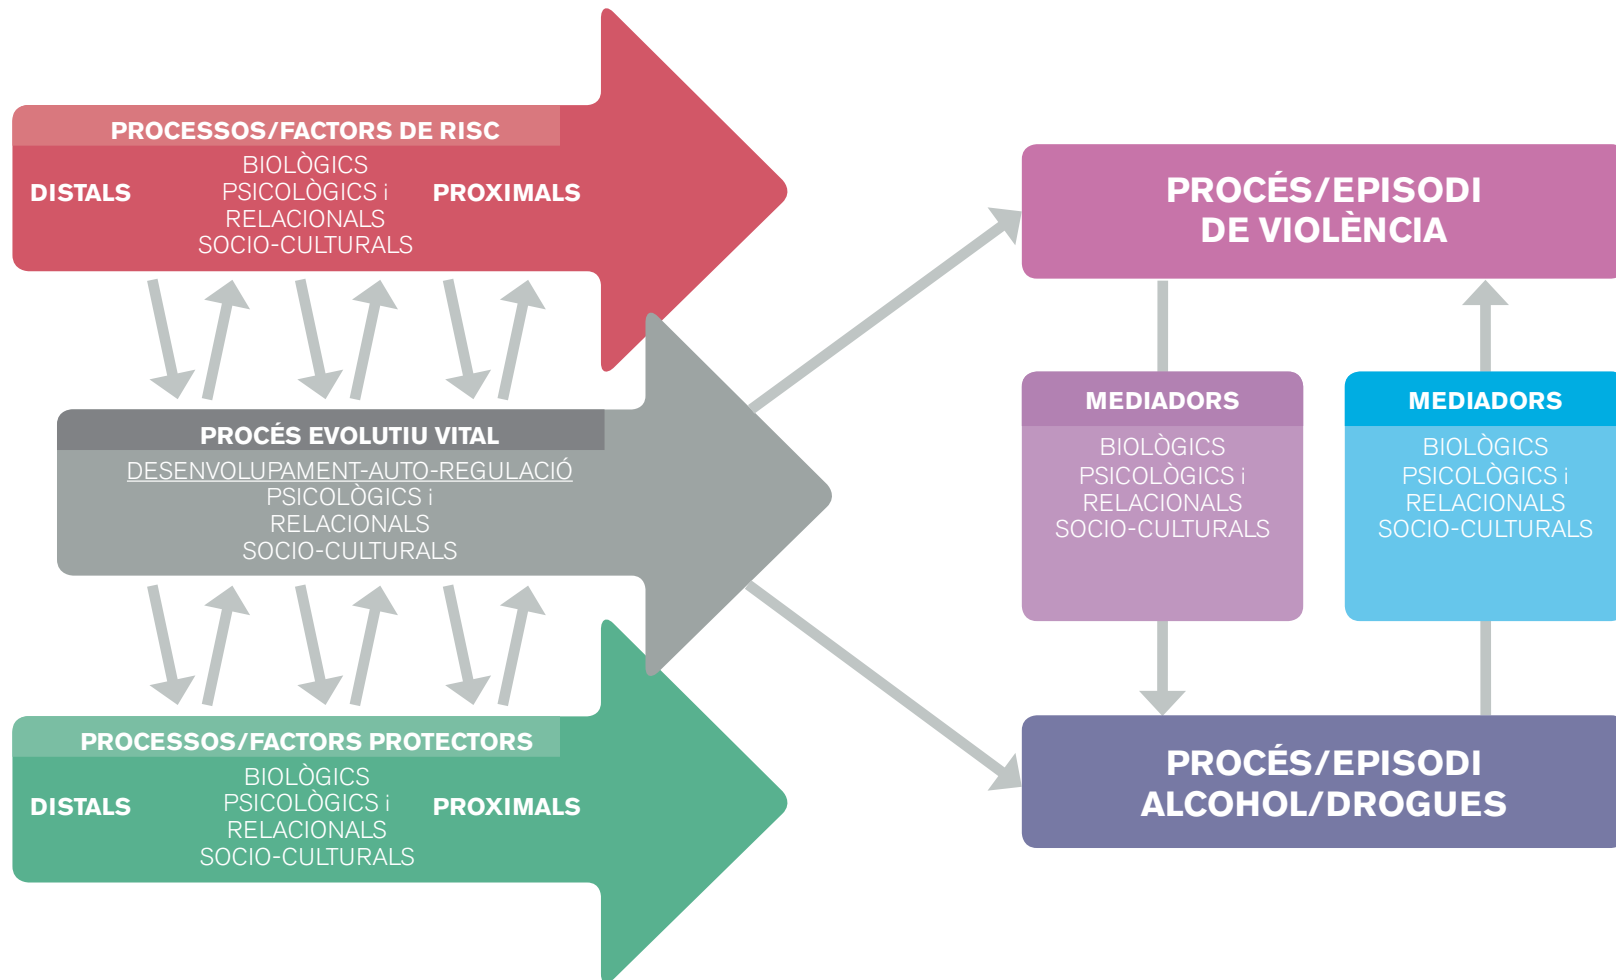 PROCESSOS/FACTORS DE RISC
DISTALS
BIOLÒGICS
PSICOLÒGICS i
RELACIONALS
SOCIO-CULTURALS
PROXIMALS
PROCÉS EVOLUTIU VITAL
DESENVOLUPAMENT-AUTO-REGULACIÓ
PSICOLÒGICS i
RELACIONALS
SOCIO-CULTURALS
PROCESSOS/FACTORS PROTECTORS
DISTALS
BIOLÒGICS
PSICOLÒGICS i
RELACIONALS
SOCIO-CULTURALS
PROXIMALS
PROCÉS/EPISODI
DE VIOLÈNCIA
MEDIADORS
BIOLÒGICS
PSICOLÒGICS i
RELACIONALS
SOCIO-CULTURALS
MEDIADORS
BIOLÒGICS
PSICOLÒGICS i
RELACIONALS
SOCIO-CULTURALS
PROCÉS/EPISODI
ALCOHOL/DROGUES